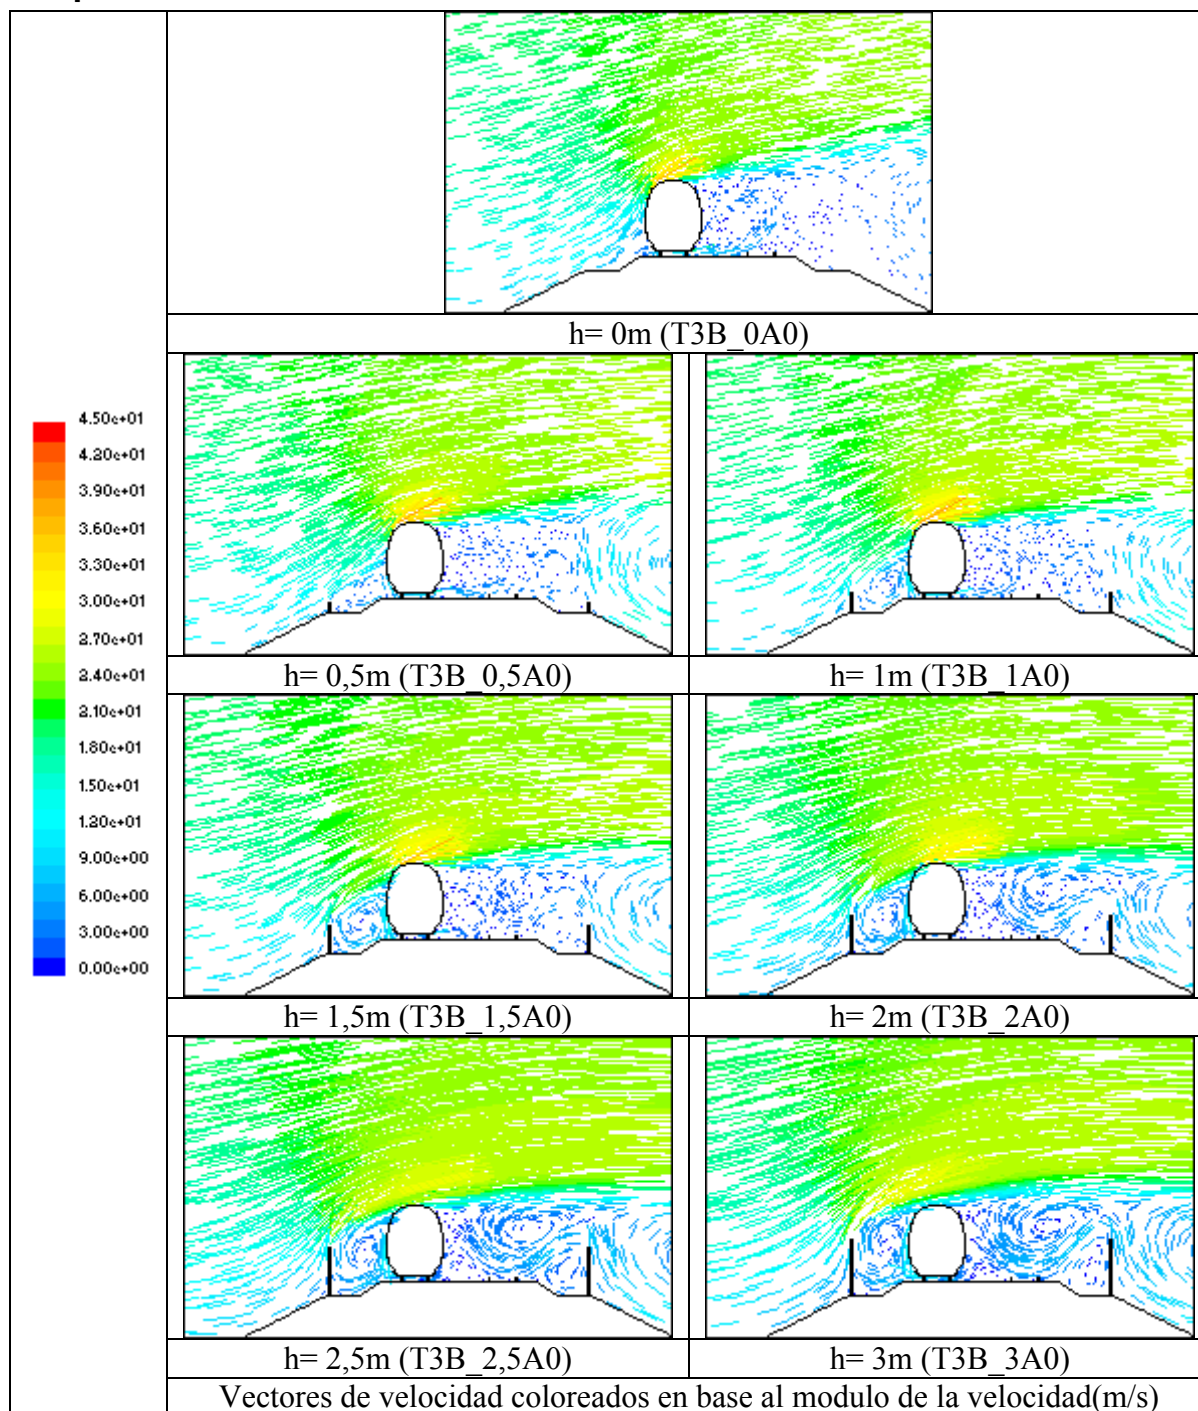 h= 0m (T3B_0A0)
4.50e+01
4.20e+01
3.90e+01
3.60e+01
3.30e+01
3.00e+01
2.70e+01
2.40e+01
2.10e+01
1.80e+01
1.50e+01
1.20e+01
9.00e+00
6.00e+00
3.00e+00
0.00e+00
h= 0,5m (T3B_0,5A0)
h= 1m (T3B_1A0)
h= 1,5m (T3B_1,5A0)
h= 2m (T3B_2A0)
h= 2,5m (T3B_2,5A0)
h= 3m (T3B_3A0)
Vectores de velocidad coloreados en base al modulo de la velocidad(m/s)